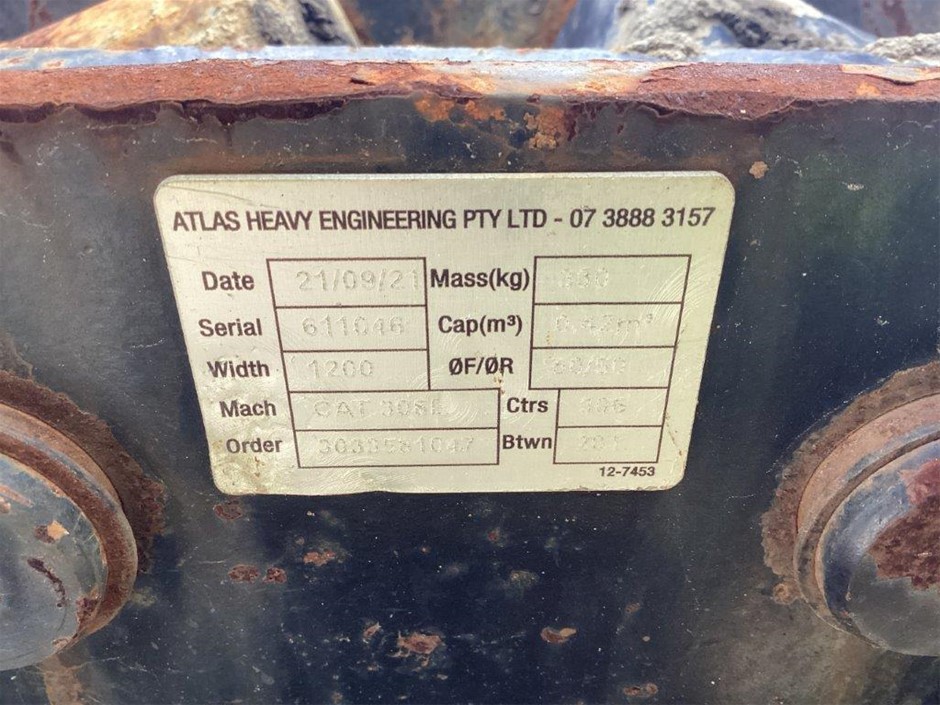 ATLAS HEAVY ENGINEERING PTY LTD - 07 3888 3157
Date 21/09/21 Mass(kg)
Serial 611046 Cap(m³)
Width 1200 ØF/ØR
Mach CAT Ctrs
Order Btwn
12-7453